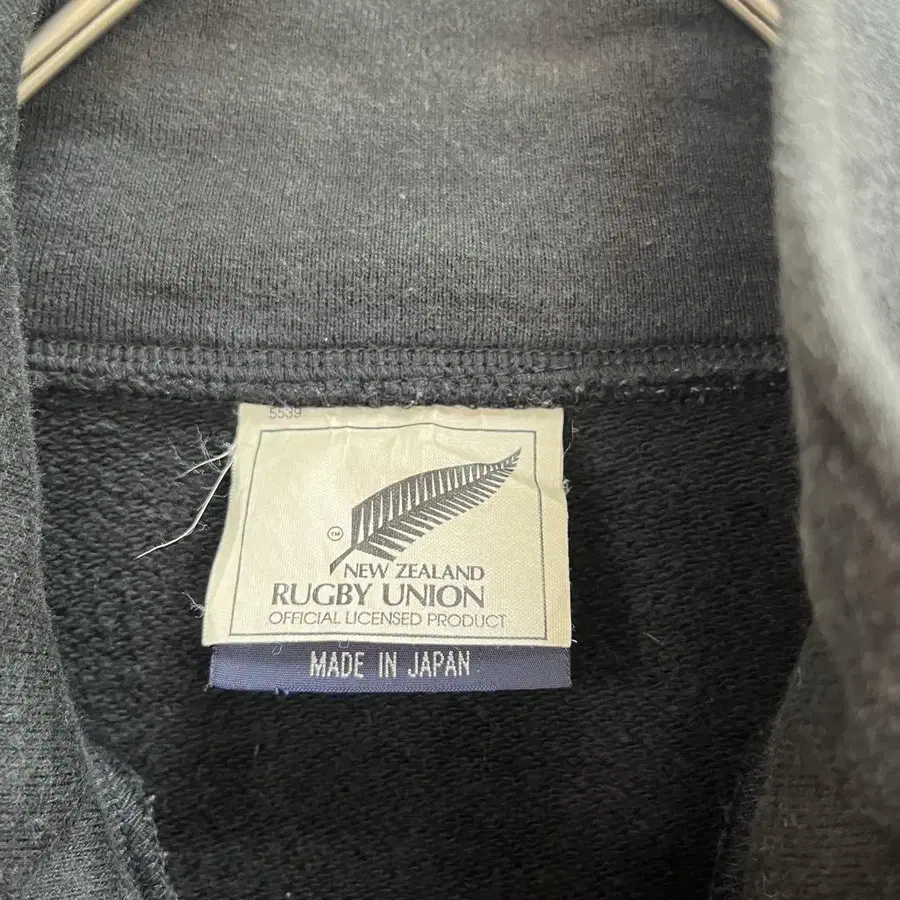 5539
TM
NEW ZEALAND
RUGBY UNION
OFFICIAL LICENSED PRODUCT
MADE IN JAPAN